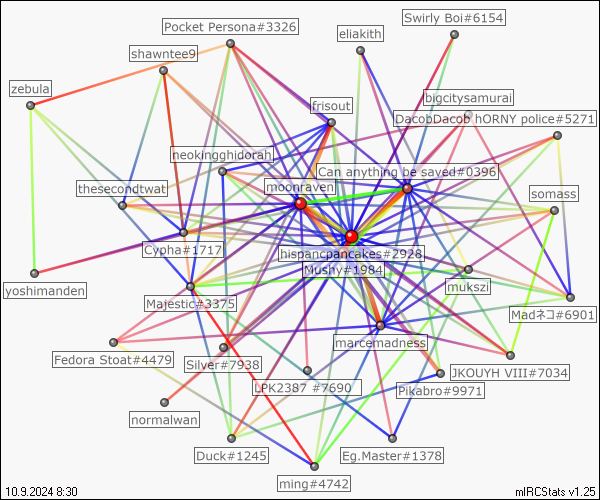 Swirly Boi#6154
Pocket Persona#3326
eliakith
shawntee9
zebula
bigcitysamurai
frisout
DacobDacob hORNY police#5271
neokingghidorah
Can anything be saved#0396
thesecondtwat
moonraven
somass
Cypha#1717
hispancpancakes#2928
Mushy#1984
yoshimanden
mukszi
Majestic#3375
Madネコ#6901
marcemadness
Fedora Stoat#4479
Silver#7938
JKOUYH VIII#7034
LPK2387 #7690
Pikabro#9971
normalwan
Duck#1245
Eg.Master#1378
ming#4742
10.9.2024 8:30
mIRCStats v1.25